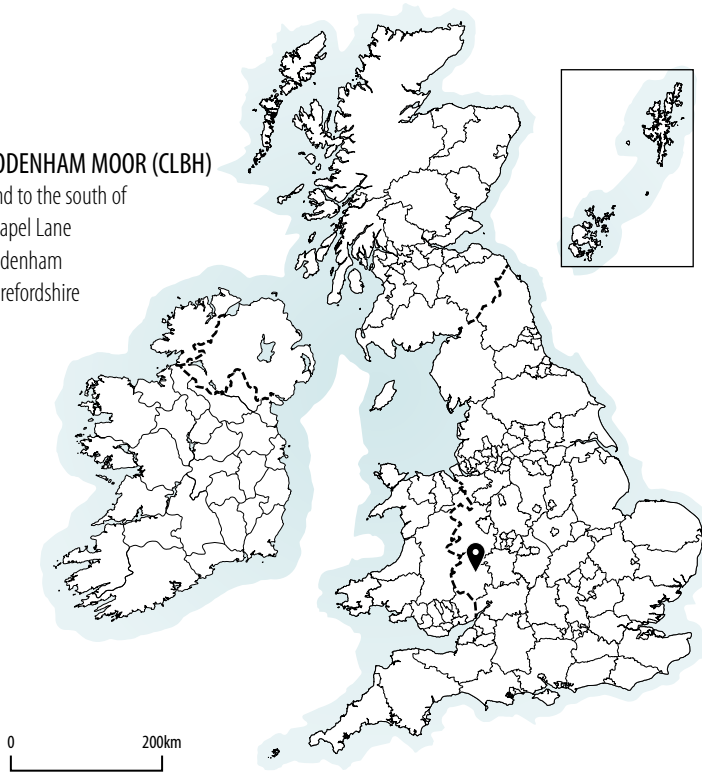 ODENHAM MOOR (CLBH)
nd to the south of
apel Lane
denham
refordshire
0 200km